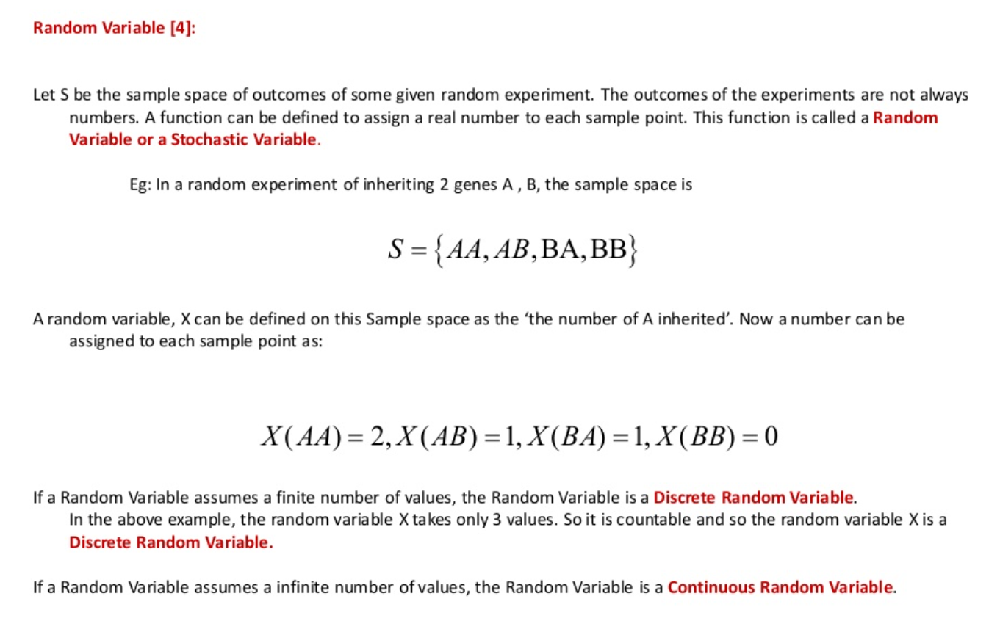 Random Variable [4]:
Let S be the sample space of outcomes of some given random experiment. The outcomes of the experiments are not always
numbers. A function can be defined to assign a real number to each sample point. This function is called a Random
Variable or a Stochastic Variable.
Eg: In a random experiment of inheriting 2 genes A , B, the sample space is
S = {AA, AB, BA, BB}
A random variable, X can be defined on this Sample space as the ‘the number of A inherited’. Now a number can be
assigned to each sample point as:
X(AA) = 2, X(AB) = 1, X(BA) = 1, X(BB) = 0
If a Random Variable assumes a finite number of values, the Random Variable is a Discrete Random Variable.
In the above example, the random variable X takes only 3 values. So it is countable and so the random variable X is a
Discrete Random Variable.
If a Random Variable assumes a infinite number of values, the Random Variable is a Continuous Random Variable.